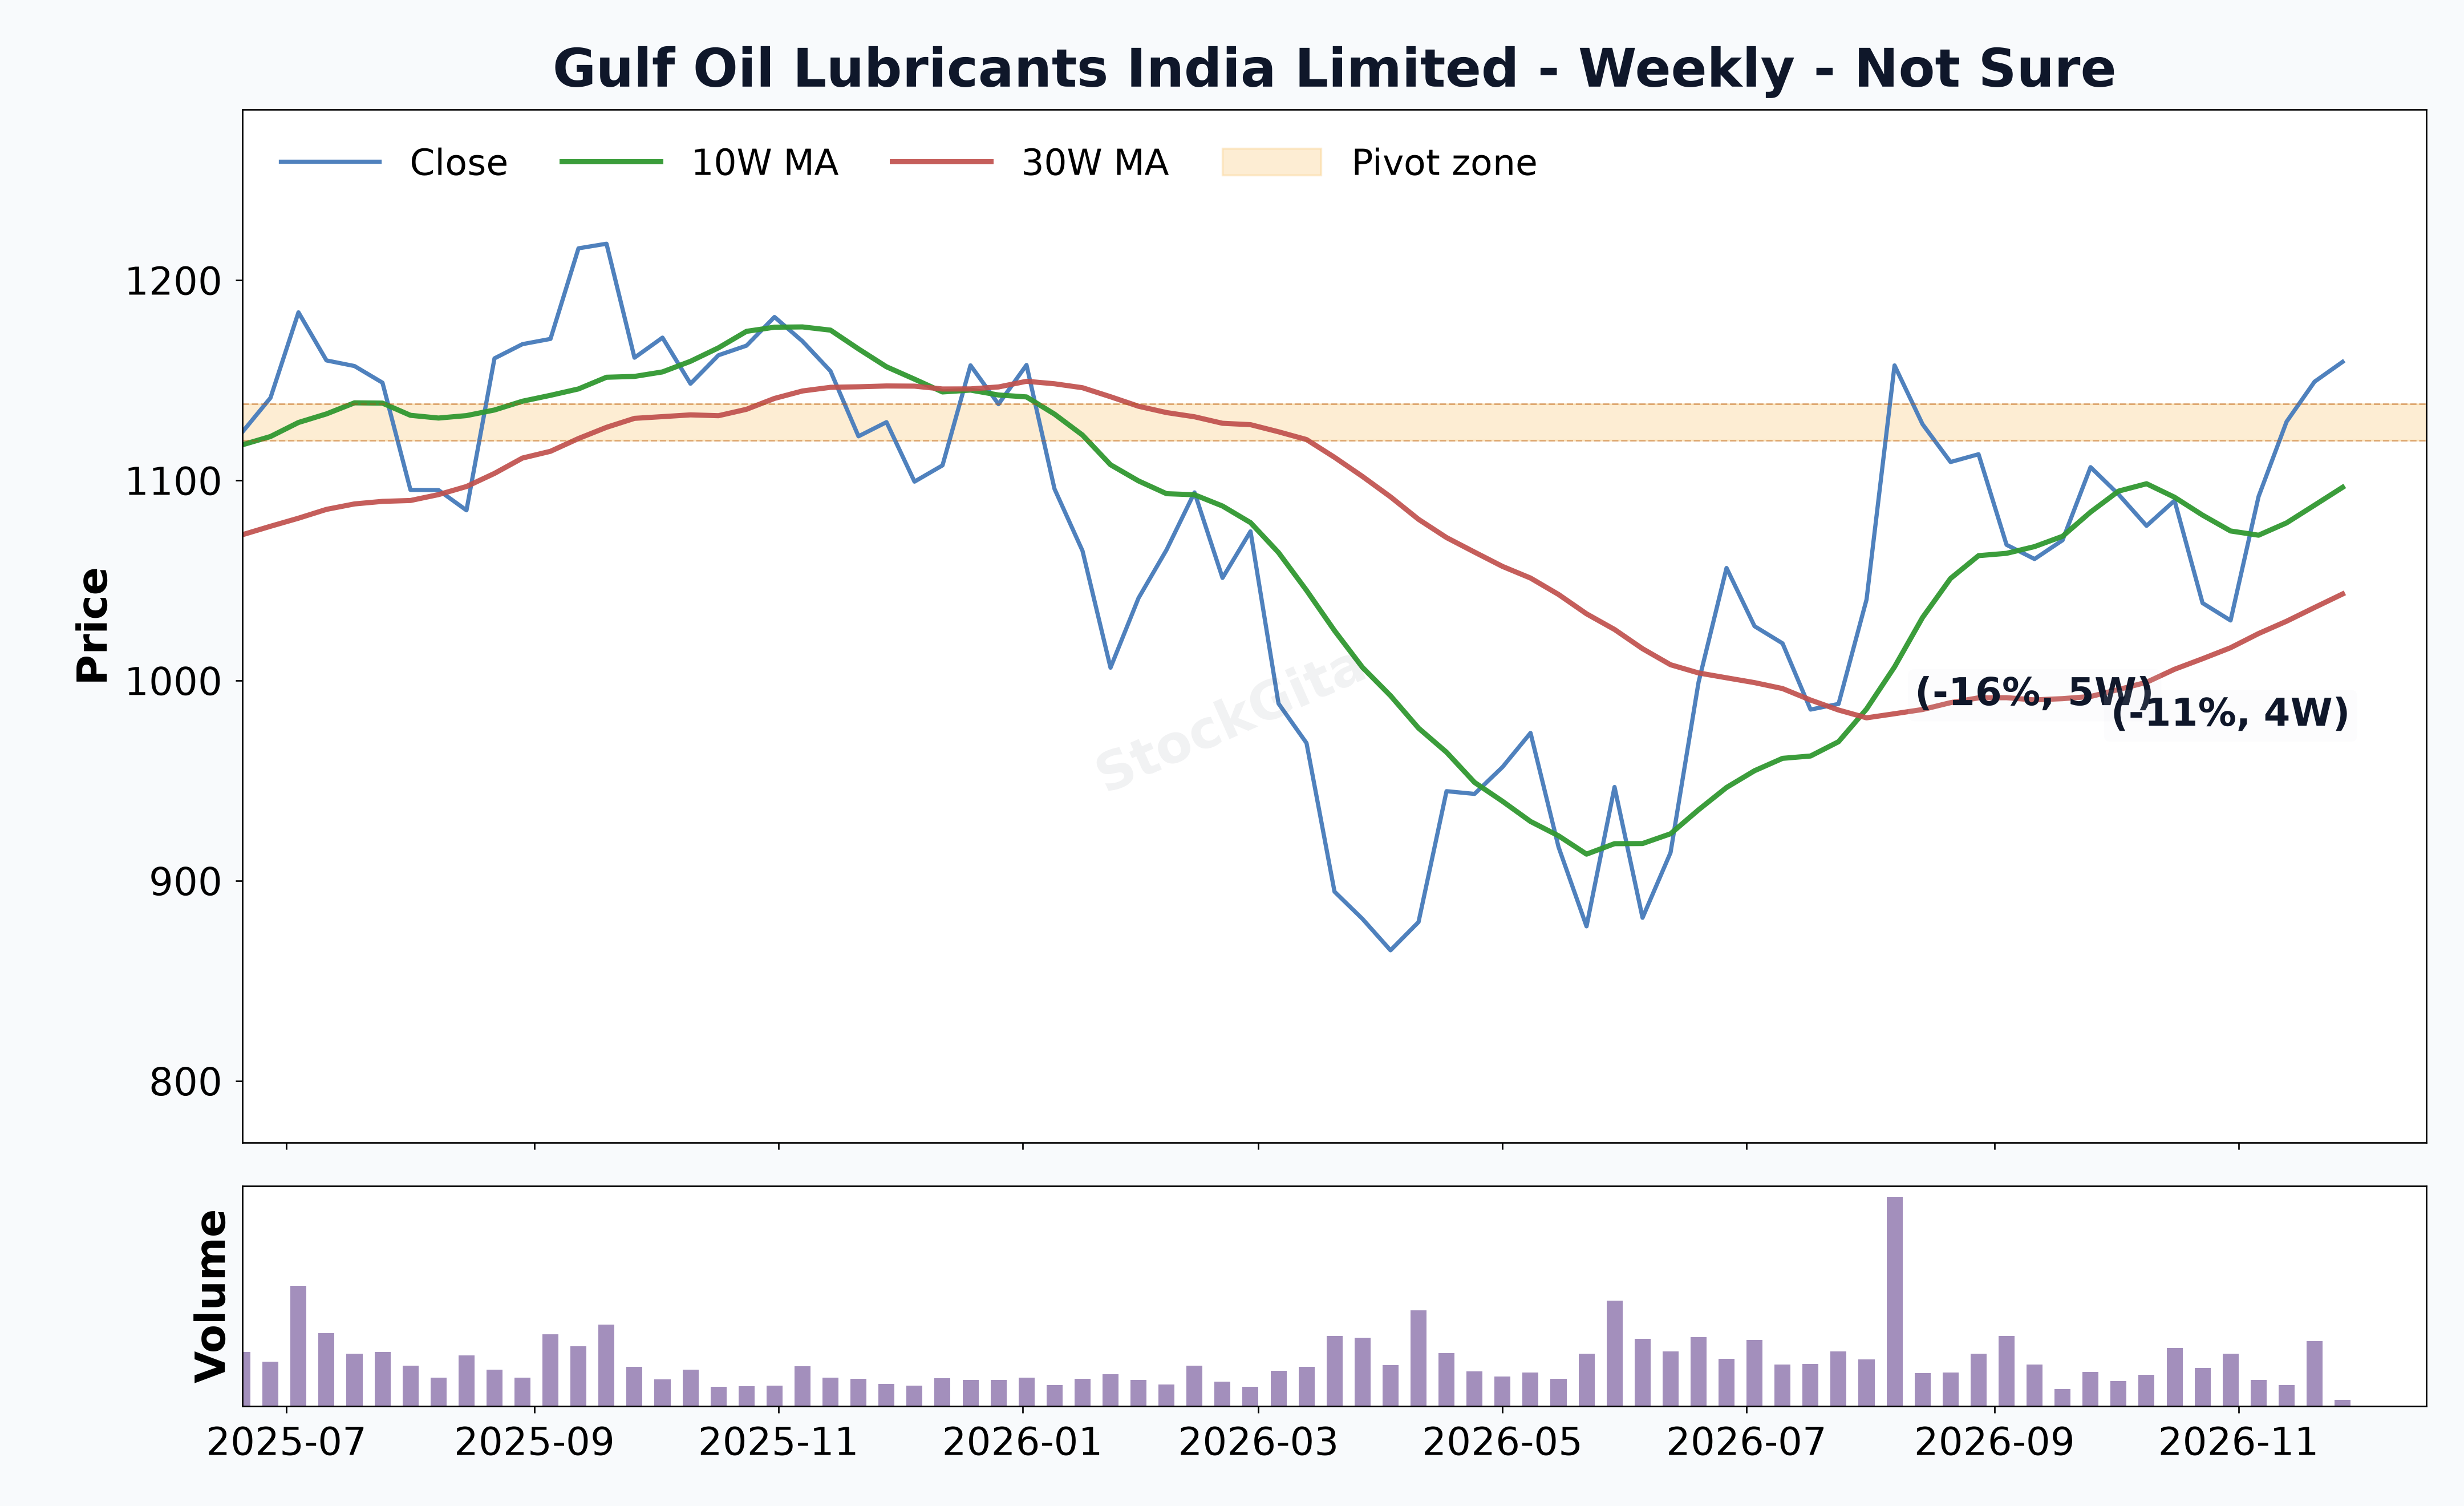 Gulf Oil Lubricants India Limited - Weekly - Not Sure
Close 10W MA 30W MA Pivot zone
Price
1200
1100
1000
900
800
(-16%, 5W)
(-11%, 4W)
StockGita
Volume
2025-07 2025-09 2025-11 2026-01 2026-03 2026-05 2026-07 2026-09 2026-11